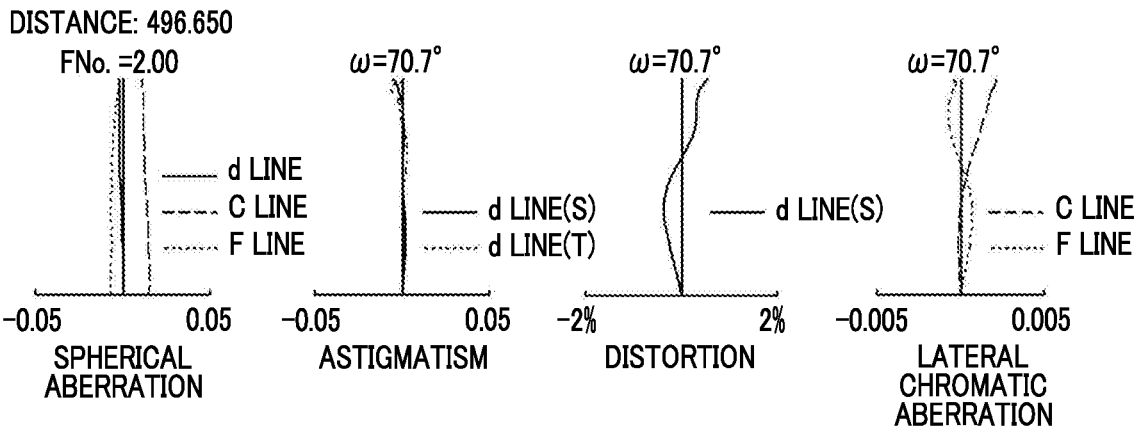 DISTANCE: 496.650
FNo. =2.00
d LINE
C LINE
F LINE
-0.05
0.05
SPHERICAL
ABERRATION
ω=70.7°
d LINE(S)
d LINE(T)
-0.05
0.05
ASTIGMATISM
ω=70.7°
d LINE(S)
-2%
2%
DISTORTION
ω=70.7°
C LINE
F LINE
-0.005
0.005
LATERAL
CHROMATIC
ABERRATION